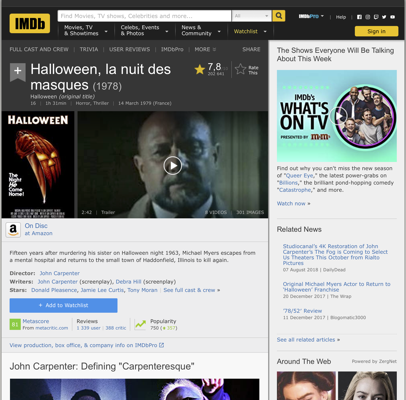 IMDb
Find Movies, TV shows, Celebrities and more...
All
IMDbPro
Help
Movies, TV
& Showtimes
Celebs, Events
& Photos
News &
Community
Watchlist
Sign in
FULL CAST AND CREW | TRIVIA | USER REVIEWS | IMDbPro | MORE
SHARE
Halloween, la nuit des
masques (1978)
Halloween (original title)
16 | 1h 31min | Horror, Thriller | 14 March 1979 (France)
7,8
Rate
This
HALLOWEEN
The
Night He
Came
Home!
2:42 | Trailer
6 VIDEOS | 301 IMAGES
On Disc
at Amazon
Fifteen years after murdering his sister on Halloween night 1963, Michael Myers escapes from
a mental hospital and returns to the small town of Haddonfield, Illinois to kill again.
Director: John Carpenter
Writers: John Carpenter (screenplay), Debra Hill (screenplay)
Stars: Donald Pleasence, Jamie Lee Curtis, Tony Moran | See full cast & crew »
+ Add to Watchlist
81
Metascore
From metacritic.com
Reviews
1 339 user | 388 critic
Popularity
750
View production, box office, & company info on IMDbPro
John Carpenter: Defining "Carpenteresque"
The Shows Everyone Will Be Talking
About This Week
IMDb's
WHAT'S
ON TV
PRESENTED BY m&m's
Find out why you can't miss the new season
of "Queer Eye," the latest power-grabs on
"Billions," the brilliant pond-hopping comedy
"Catastrophe," and more.
Watch now »
Related News
Studiocanal's 4K Restoration of John
Carpenter's The Fog is Coming to Select
Us Theaters This October from Rialto
Pictures
07 August 2018 | DailyDead
Original Michael Myers Actor to Return to
'Halloween' Franchise
20 December 2017 | The Wrap
'78/52' Review
11 December 2017 | Blogomatic3000
See all related articles »
Around The Web
Powered by ZergNet